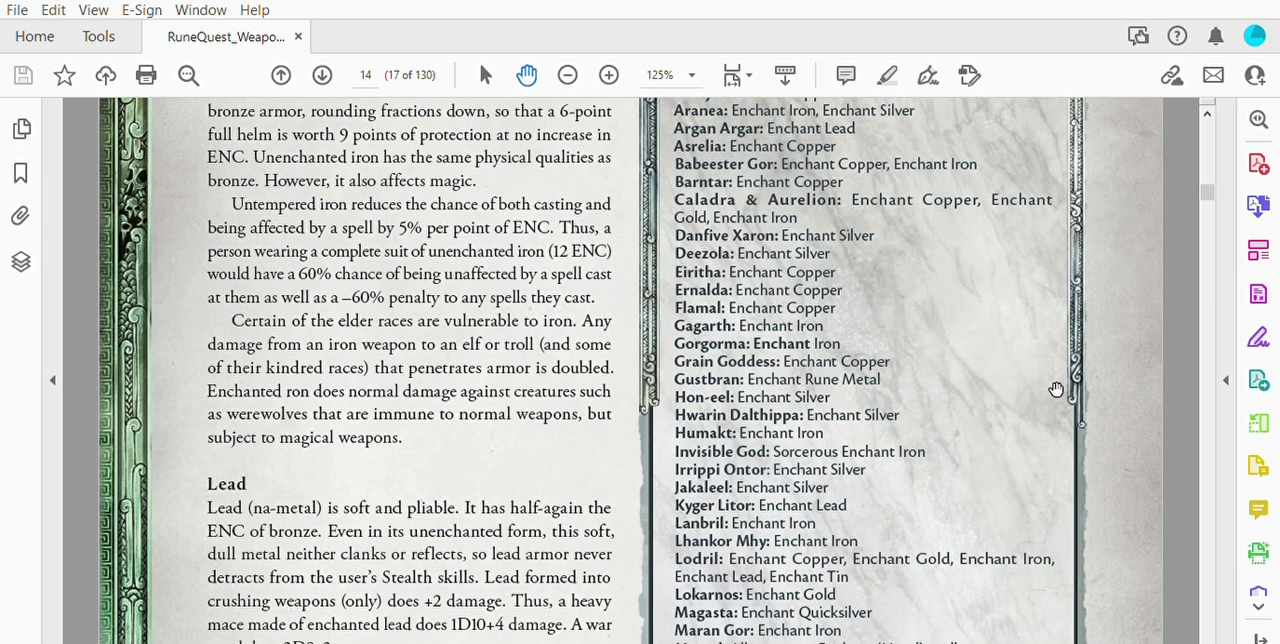 File Edit View E-Sign Window Help
Home Tools RuneQuest_Weapo... ×
14 (17 of 130) 125%
bronze armor, rounding fractions down, so that a 6-point
full helm is worth 9 points of protection at no increase in
ENC. Unenchanted iron has the same physical qualities as
bronze. However, it also affects magic.
Untempered iron reduces the chance of both casting and
being affected by a spell by 5% per point of ENC. Thus, a
person wearing a complete suit of unenchanted iron (12 ENC)
would have a 60% chance of being unaffected by a spell cast
at them as well as a –60% penalty to any spells they cast.
Certain of the elder races are vulnerable to iron. Any
damage from an iron weapon to an elf or troll (and some
of their kindred races) that penetrates armor is doubled.
Enchanted ron does normal damage against creatures such
as werewolves that are immune to normal weapons, but
subject to magical weapons.
Lead
Lead (na-metal) is soft and pliable. It has half-again the
ENC of bronze. Even in its unenchanted form, this soft,
dull metal neither clanks or reflects, so lead armor never
detracts from the user's Stealth skills. Lead formed into
crushing weapons (only) does +2 damage. Thus, a heavy
mace made of enchanted lead does 1D10+4 damage. A war
Aranea: Enchant Iron, Enchant Silver
Argan Argar: Enchant Lead
Asrelia: Enchant Copper
Babeester Gor: Enchant Copper, Enchant Iron
Barntar: Enchant Copper
Caladra & Aurelion: Enchant Copper, Enchant
Gold, Enchant Iron
Danfive Xaron: Enchant Silver
Deezola: Enchant Silver
Eiritha: Enchant Copper
Ernalda: Enchant Copper
Flamal: Enchant Copper
Gagarth: Enchant Iron
Gorgorma: Enchant Iron
Grain Goddess: Enchant Copper
Gustbran: Enchant Rune Metal
Hon-eel: Enchant Silver
Hwarin Dalthippa: Enchant Silver
Humakt: Enchant Iron
Invisible God: Sorcerous Enchant Iron
Irrippi Ontor: Enchant Silver
Jakaleel: Enchant Silver
Kyger Litor: Enchant Lead
Lanbril: Enchant Iron
Lhankor Mhy: Enchant Iron
Lodril: Enchant Copper, Enchant Gold, Enchant Iron,
Enchant Lead, Enchant Tin
Lokarnos: Enchant Gold
Magasta: Enchant Quicksilver
Maran Gor: Enchant Iron